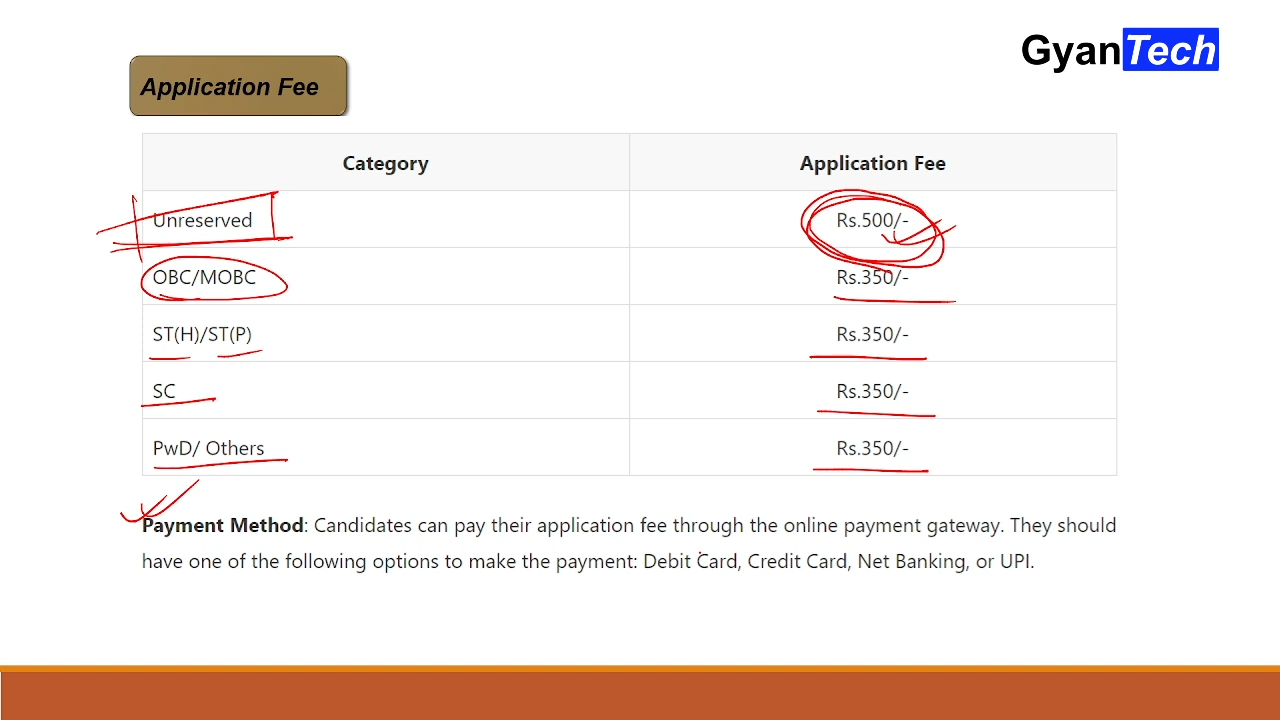 GyanTech
Application Fee
Category Application Fee
Unreserved Rs.500/-
OBC/MOBC Rs.350/-
ST(H)/ST(P) Rs.350/-
SC Rs.350/-
PwD/ Others Rs.350/-
Payment Method: Candidates can pay their application fee through the online payment gateway. They should
have one of the following options to make the payment: Debit Card, Credit Card, Net Banking, or UPI.